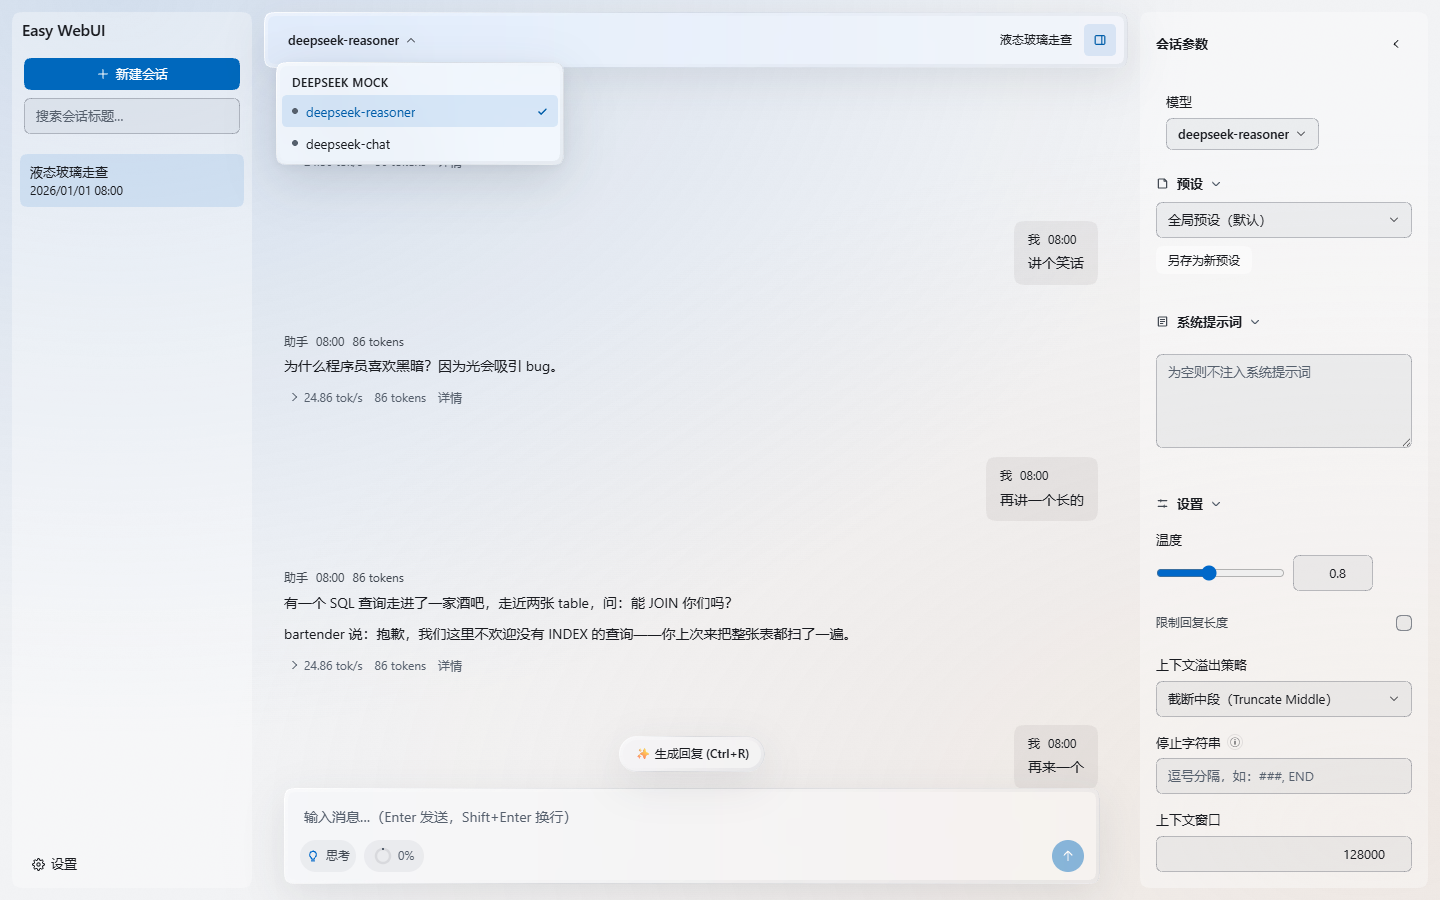 Easy WebUI
新建会话
搜索会话标题...
液态玻璃走查
2026/01/01 08:00
设置
deepseek-reasoner
液态玻璃走查
DEEPSEEK MOCK
deepseek-reasoner
deepseek-chat
我 08:00
讲个笑话
助手 08:00 86 tokens
为什么程序员喜欢黑暗？因为光会吸引 bug。
24.86 tok/s 86 tokens 详情
我 08:00
再讲一个长的
助手 08:00 86 tokens
有一个 SQL 查询走进了一家酒吧，走近两张 table，问：能 JOIN 你们吗？
bartender 说：抱歉，我们这里不欢迎没有 INDEX 的查询——你上次来把整张表都扫了一遍。
24.86 tok/s 86 tokens 详情
我 08:00
再来一个
生成回复 (Ctrl+R)
输入消息...（Enter 发送，Shift+Enter 换行）
思考 0%
会话参数
模型
deepseek-reasoner
预设
全局预设（默认）
另存为新预设
系统提示词
为空则不注入系统提示词
设置
温度
0.8
限制回复长度
上下文溢出策略
截断中段（Truncate Middle）
停止字符串
逗号分隔，如：###, END
上下文窗口
128000